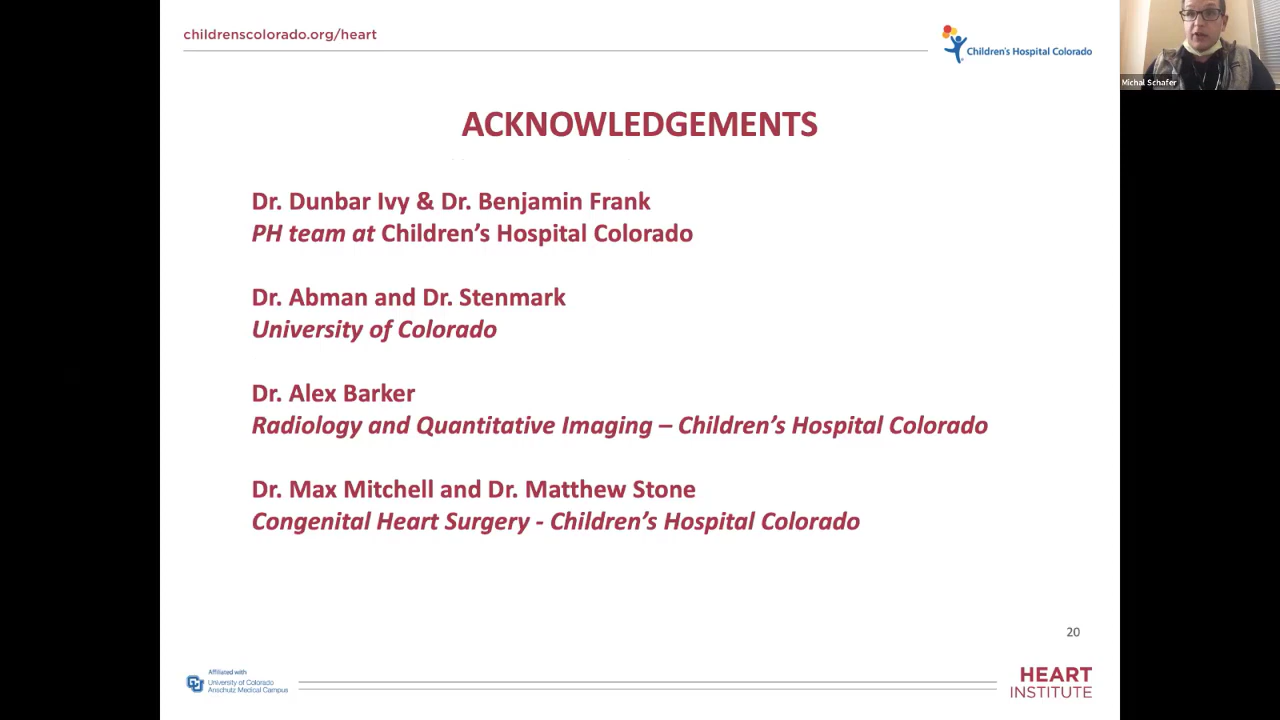 childrenscolorado.org/heart
Children's Hospital Colorado
Michal Schafer
ACKNOWLEDGEMENTS
Dr. Dunbar Ivy & Dr. Benjamin Frank
PH team at Children’s Hospital Colorado
Dr. Abman and Dr. Stenmark
University of Colorado
Dr. Alex Barker
Radiology and Quantitative Imaging – Children’s Hospital Colorado
Dr. Max Mitchell and Dr. Matthew Stone
Congenital Heart Surgery - Children’s Hospital Colorado
20
Affiliated with
University of Colorado
Anschutz Medical Campus
HEART
INSTITUTE